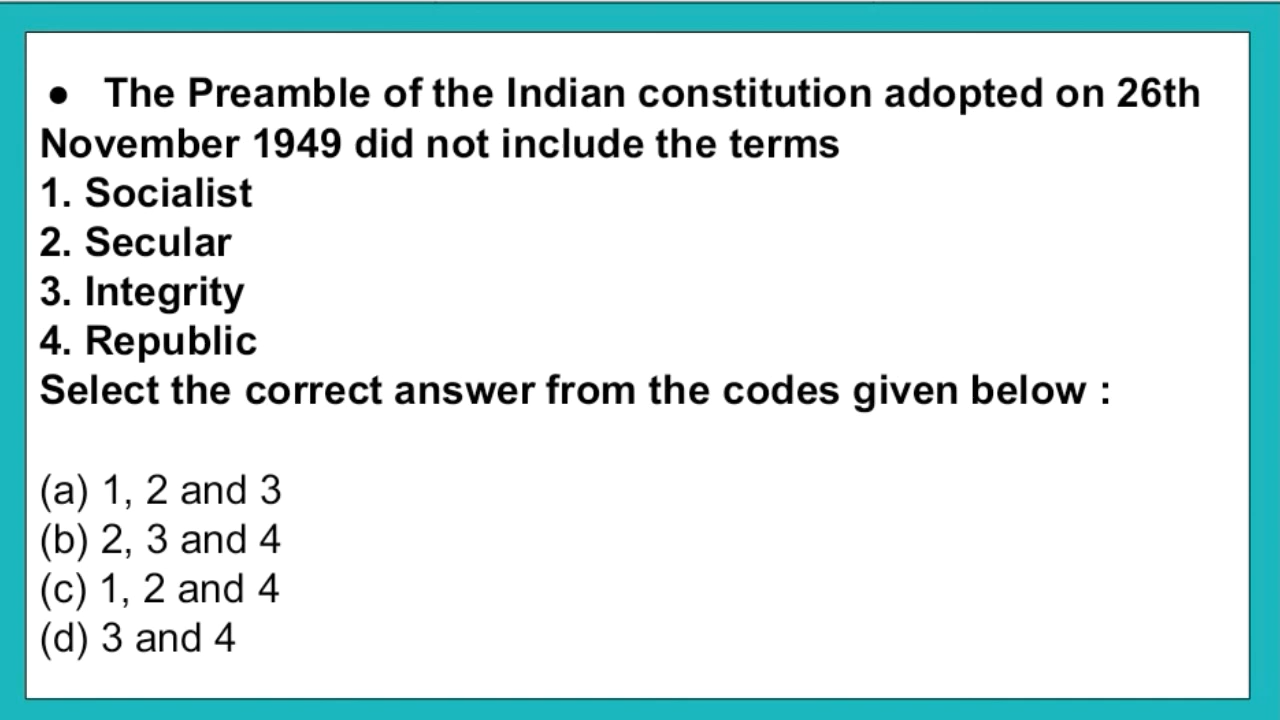 ● The Preamble of the Indian constitution adopted on 26th
November 1949 did not include the terms
1. Socialist
2. Secular
3. Integrity
4. Republic
Select the correct answer from the codes given below :
(a) 1, 2 and 3
(b) 2, 3 and 4
(c) 1, 2 and 4
(d) 3 and 4